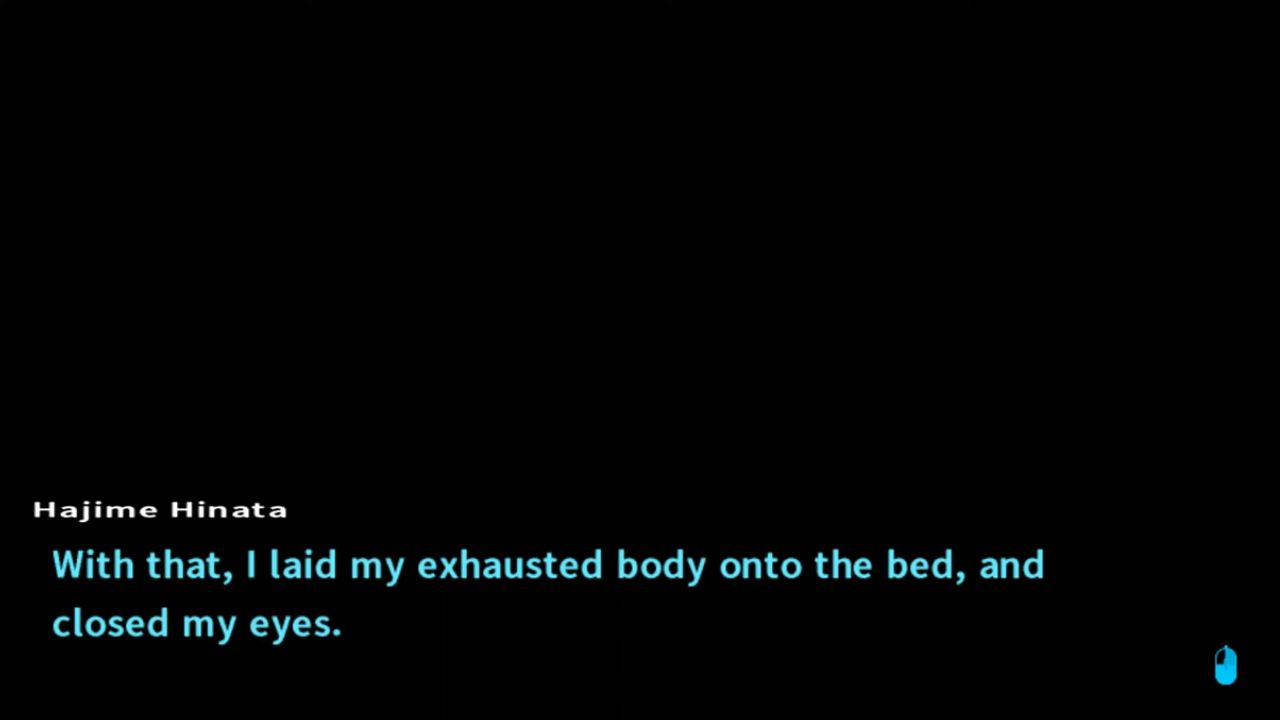 Hajime Hinata
With that, I laid my exhausted body onto the bed, and
closed my eyes.